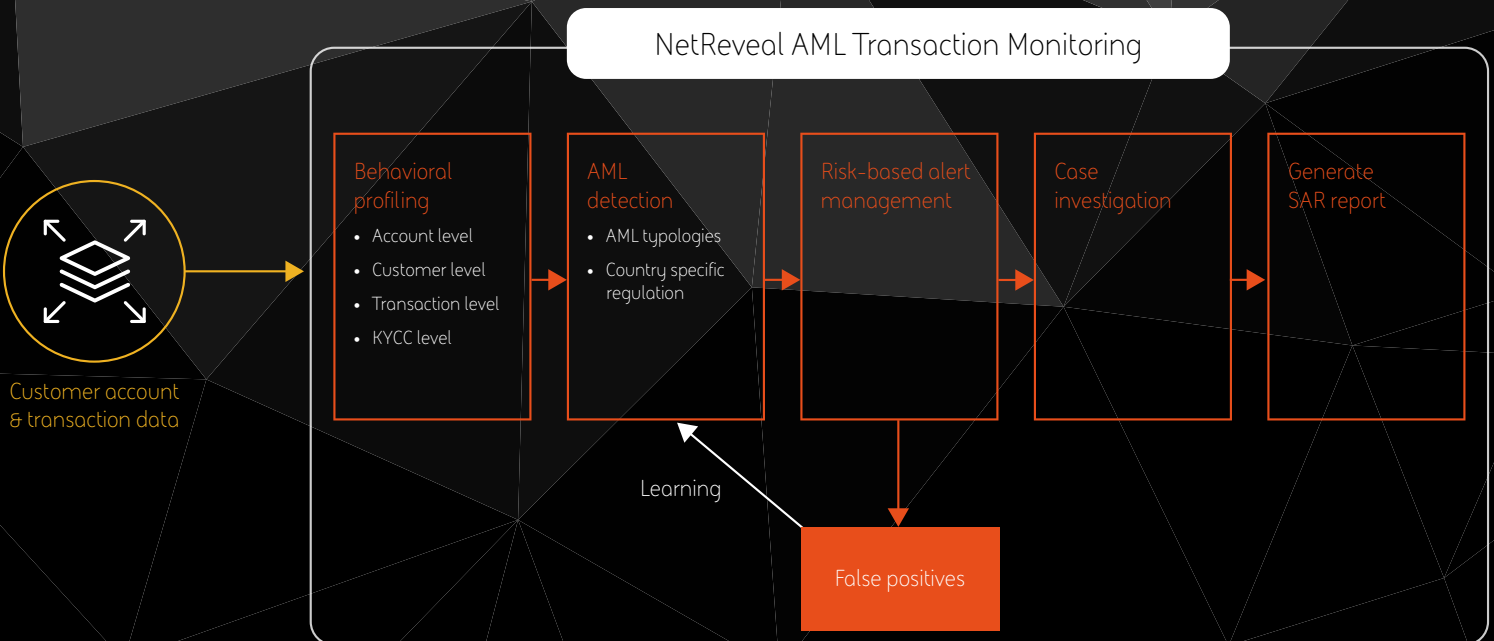 NetReveal AML Transaction Monitoring
Customer account
& transaction data
Behavioral
profiling
• Account level
• Customer level
• Transaction level
• KYCC level
AML
detection
• AML typologies
• Country specific
regulation
Risk-based alert
management
Case
investigation
Generate
SAR report
Learning
False positives